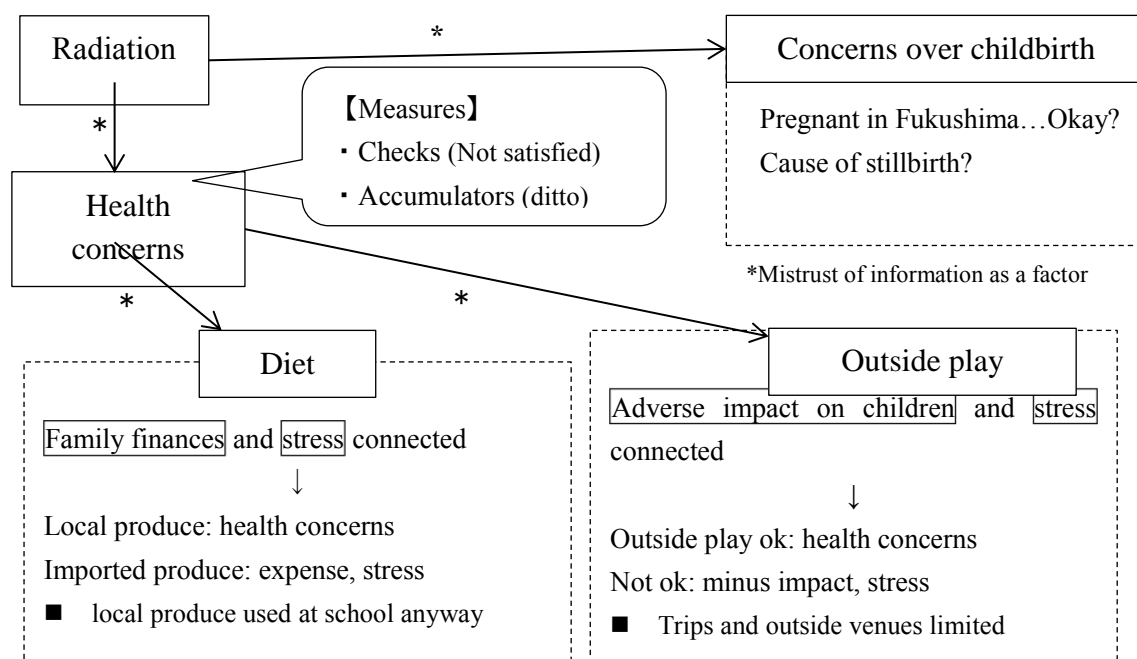 Radiation
*
Concerns over childbirth
Pregnant in Fukushima…Okay?
Cause of stillbirth?
*
【Measures】
・ Checks (Not satisfied)
・ Accumulators (ditto)
Health
concerns
*Mistrust of information as a factor
*
*
Diet
Family finances and stress connected
↓
Local produce: health concerns
Imported produce: expense, stress
■ local produce used at school anyway
Outside play
Adverse impact on children and stress
connected
↓
Outside play ok: health concerns
Not ok: minus impact, stress
■ Trips and outside venues limited